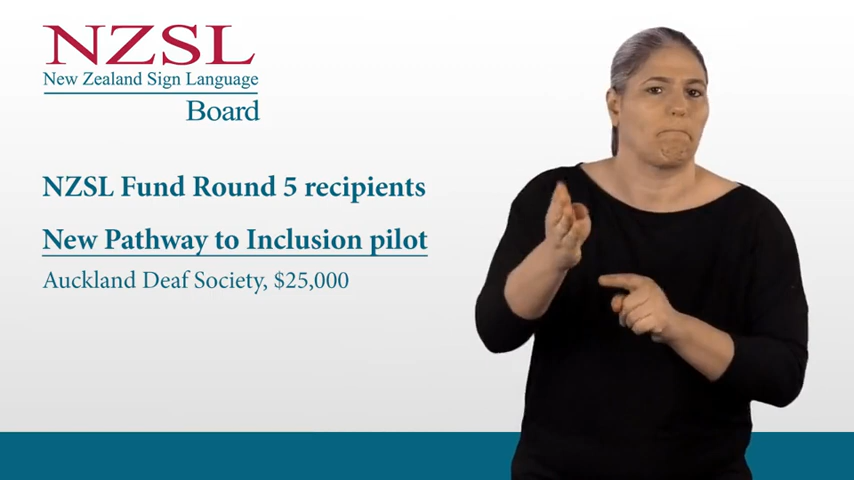 NZSL
New Zealand Sign Language
Board
NZSL Fund Round 5 recipients
New Pathway to Inclusion pilot
Auckland Deaf Society, $25,000